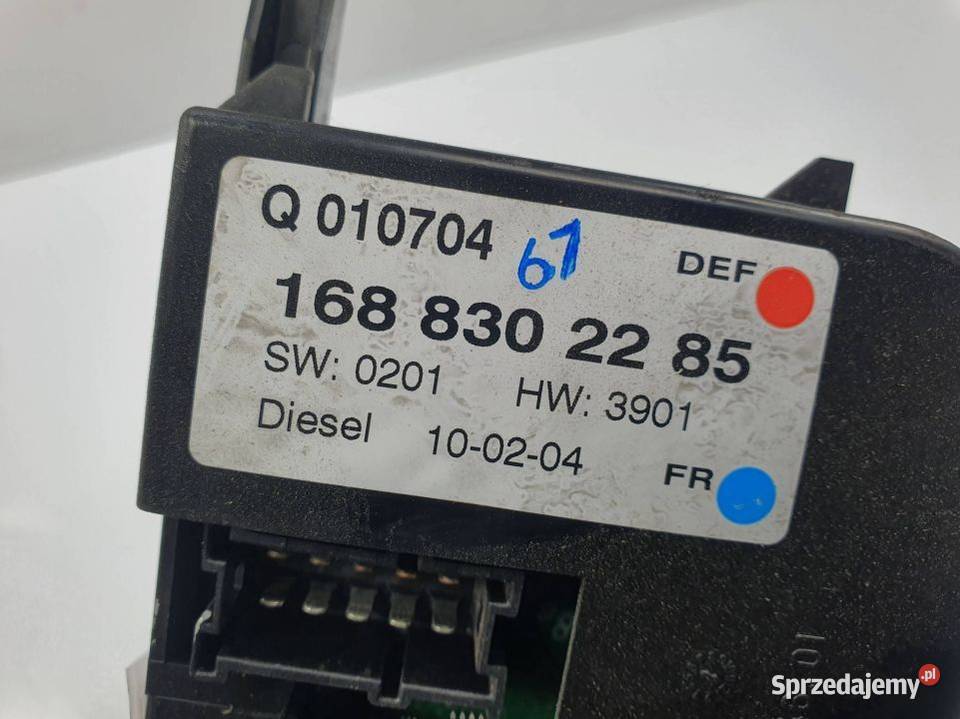 Q 010704 67
DEF
168 830 22 85
SW: 0201 HW: 3901
Diesel 10-02-04
FR
Sprzedajemy.pl